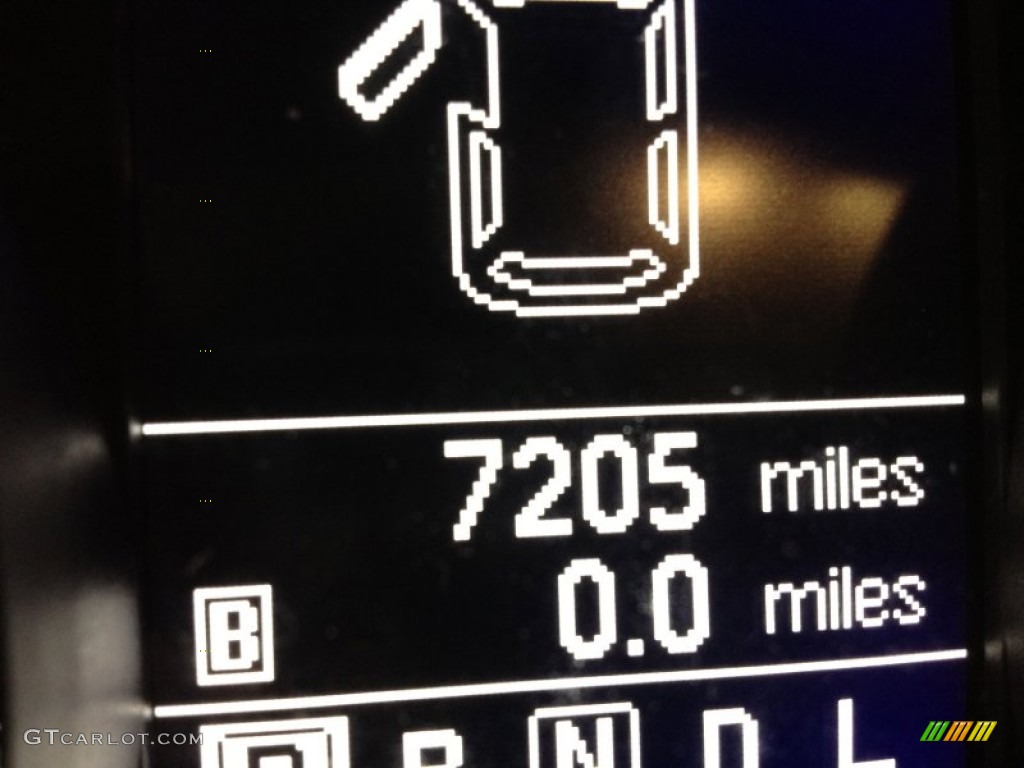 7205 miles
B 0.0 miles
P R N D L
GTCARLOT.COM